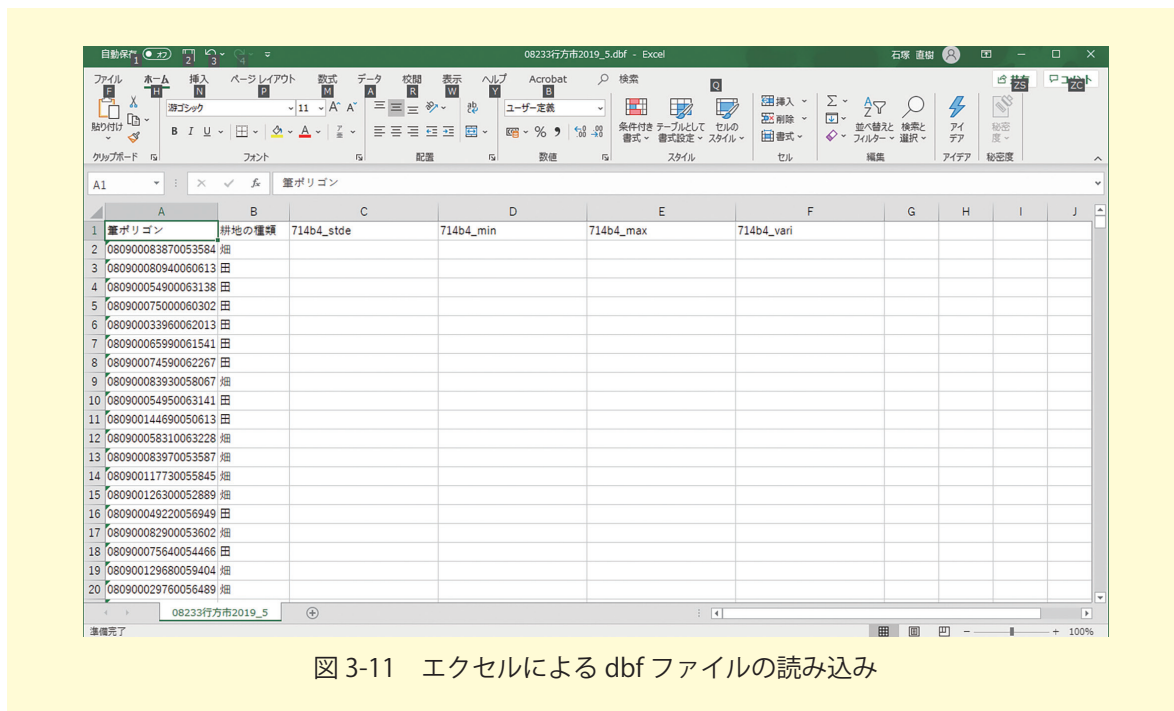 自動保存 オフ 08233行方市2019_5.dbf - Excel 石塚 直樹
1 2 3 4
ファイル ホーム 挿入 ページ レイアウト 数式 データ 校閲 表示 ヘルプ Acrobat 検索 共有 コメント
F H N P M A R W Y B Q ZS ZC
貼り付け 游ゴシック 11 A A ユーザー定義 条件付き書式 テーブルとして書式設定 セルのスタイル 挿入 削除 書式 並べ替えと フィルター 検索と選択 アイデア 秘密度
B I U A % 9
クリップボード フォント 配置 数値 スタイル セル 編集 アイデア 秘密度
A1 fx 筆ポリゴン
A B C D E F G H I J
1 筆ポリゴン 耕地の種類 714b4_stde 714b4_min 714b4_max 714b4_vari
2 080900083870053584 畑
3 080900080940060613 田
4 080900054900063138 田
5 080900075000060302 田
6 080900033960062013 田
7 080900065990061541 田
8 080900074590062267 田
9 080900083930058067 畑
10 080900054950063141 田
11 080900144690050613 田
12 080900058310063228 畑
13 080900083970053587 畑
14 080900117730055845 畑
15 080900126300052889 畑
16 080900049220056949 田
17 080900082900053602 畑
18 080900075640054466 田
19 080900129680059404 畑
20 080900029760056489 畑
08233行方市2019_5
準備完了 100%
図 3-11 エクセルによる dbf ファイルの読み込み